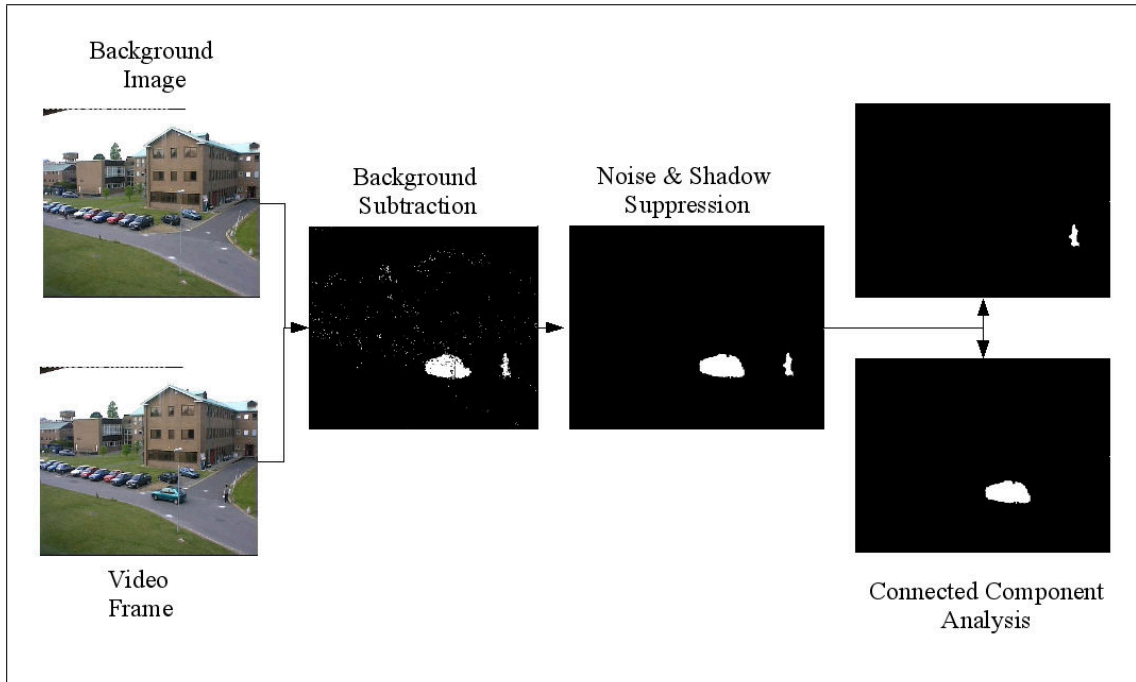 Background
Image
Background
Subtraction
Noise & Shadow
Suppression
Video
Frame
Connected Component
Analysis